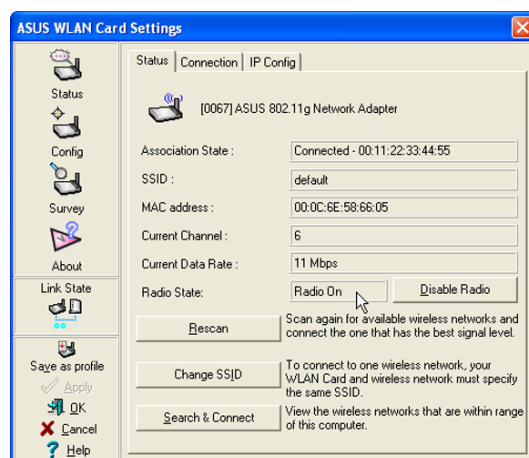 ASUS WLAN Card Settings
Status
Config
Survey
About
Link State
Save as profile
Apply
OK
Cancel
Help
Status Connection IP Config
[0067] ASUS 802.11g Network Adapter
Association State : Connected - 00:11:22:33:44:55
SSID : default
MAC address : 00:0C:6E:58:66:05
Current Channel : 6
Current Data Rate : 11 Mbps
Radio State: Radio On Disable Radio
Rescan
Scan again for available wireless networks and
connect the one that has the best signal level.
Change SSID
To connect to one wireless network, your
WLAN Card and wireless network must specify
the same SSID.
Search & Connect
View the wireless networks that are within range
of this computer.